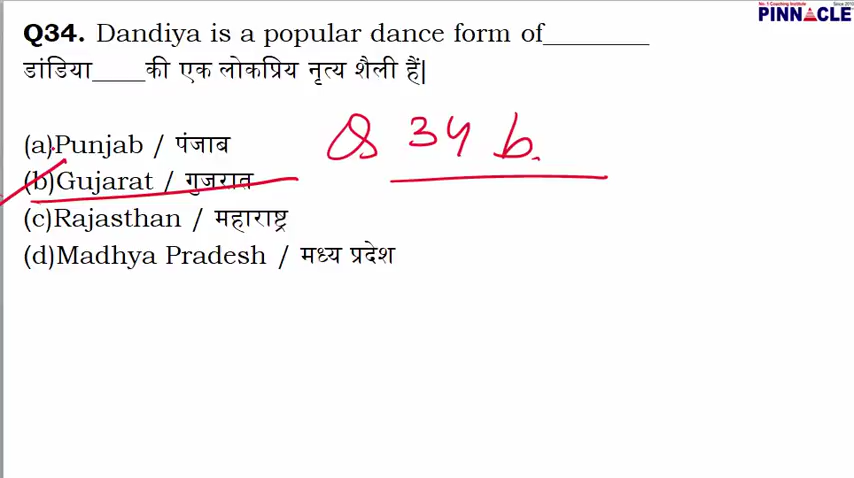 No. 1 Coaching Institute Since 2010
PINNACLE
Q34. Dandiya is a popular dance form of________
डांडिया____की एक लोकप्रिय नृत्य शैली हैं|
(a)Punjab / पंजाब
Q 34 b.
(b)Gujarat / गुजरात
(c)Rajasthan / महाराष्ट्र
(d)Madhya Pradesh / मध्य प्रदेश